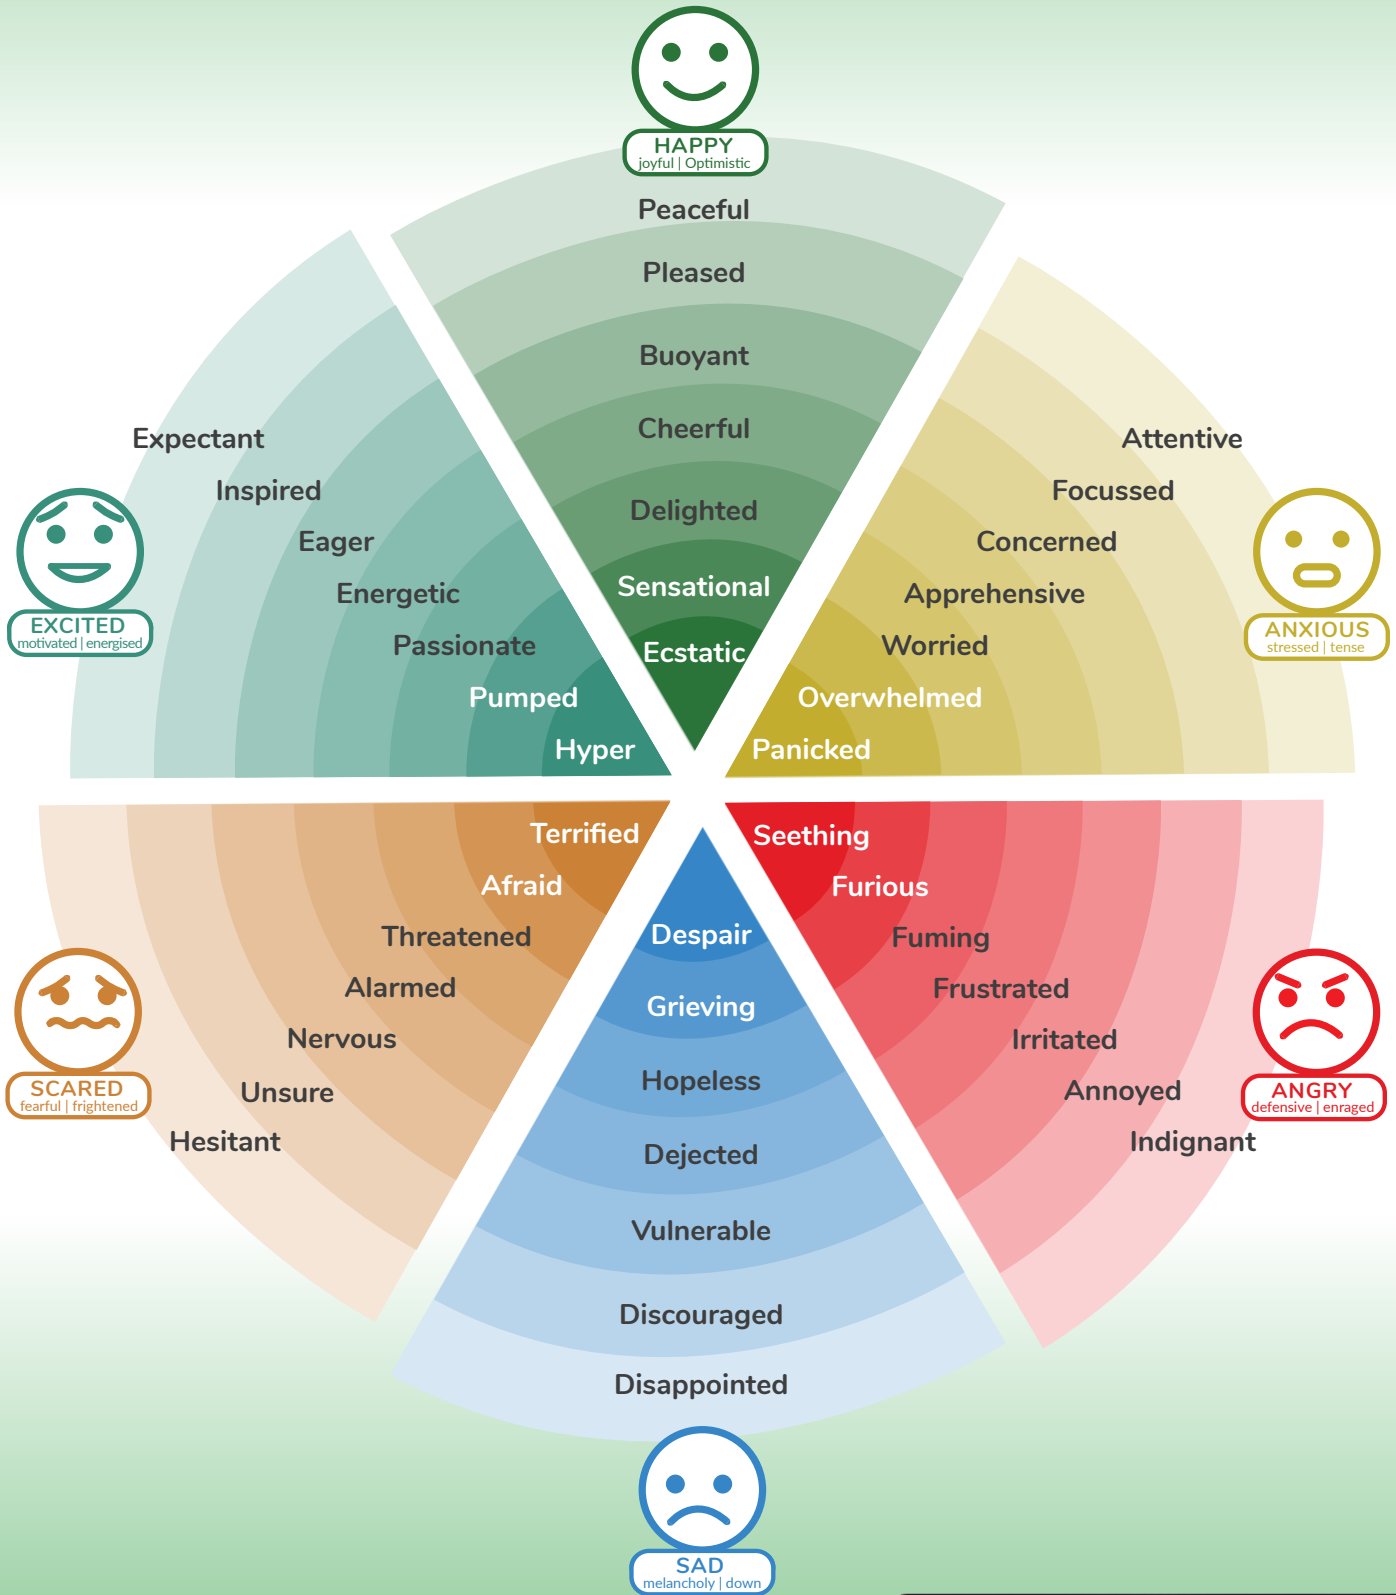 HAPPY
joyful | Optimistic
Peaceful
Pleased
Buoyant
Cheerful
Delighted
Sensational
Ecstatic
Expectant
Inspired
Eager
Energetic
Passionate
Pumped
Hyper
EXCITED
motivated | energised
Attentive
Focussed
Concerned
Apprehensive
Worried
Overwhelmed
Panicked
ANXIOUS
stressed | tense
Terrified
Afraid
Threatened
Alarmed
Nervous
Unsure
Hesitant
SCARED
fearful | frightened
Seething
Furious
Fuming
Frustrated
Irritated
Annoyed
Indignant
ANGRY
defensive | enraged
Despair
Grieving
Hopeless
Dejected
Vulnerable
Discouraged
Disappointed
SAD
melancholy | down